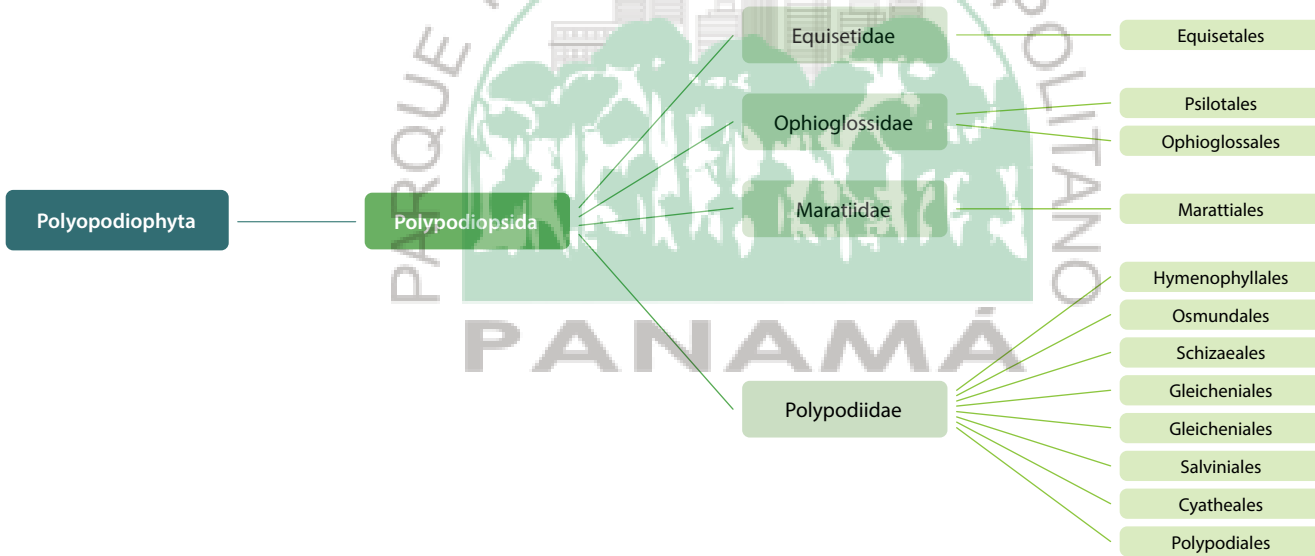 PARQUE
POLITANO
PANAMÁ
Polyopodiophyta
Polypodiopsida
Equisetidae
Ophioglossidae
Maratiidae
Polypodiidae
Equisetales
Psilotales
Ophioglossales
Marattiales
Hymenophyllales
Osmundales
Schizaeales
Gleicheniales
Gleicheniales
Salviniales
Cyatheales
Polypodiales